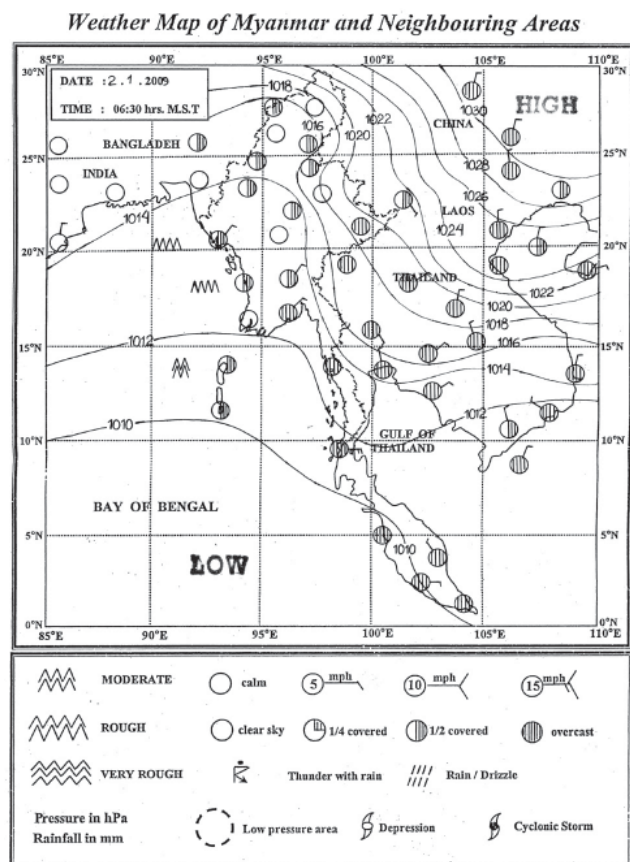 Weather Map of Myanmar and Neighbouring Areas
30°N
DATE : 2.1.2009
TIME : 06:30 hrs. M.S.T
1018
1022
1030
HIGH
1016
1020
CHINA
BANGLADEH
25°N
1028
INDIA
1026
1014
LAOS
1024
20°N
THAILAND
1022
1020
1018
1012
1016
15°N
1014
1010
1012
10°N
GULF OF
THAILAND
BAY OF BENGAL
5°N
1010
LOW
0°N
0°N
85°E 90°E 95°E 100°E 105°E 110°E
MODERATE calm 5 mph 10 mph 15 mph
ROUGH clear sky 1/4 covered 1/2 covered overcast
VERY ROUGH Thunder with rain Rain / Drizzle
Pressure in hPa
Rainfall in mm
Low pressure area Depression Cyclonic Storm